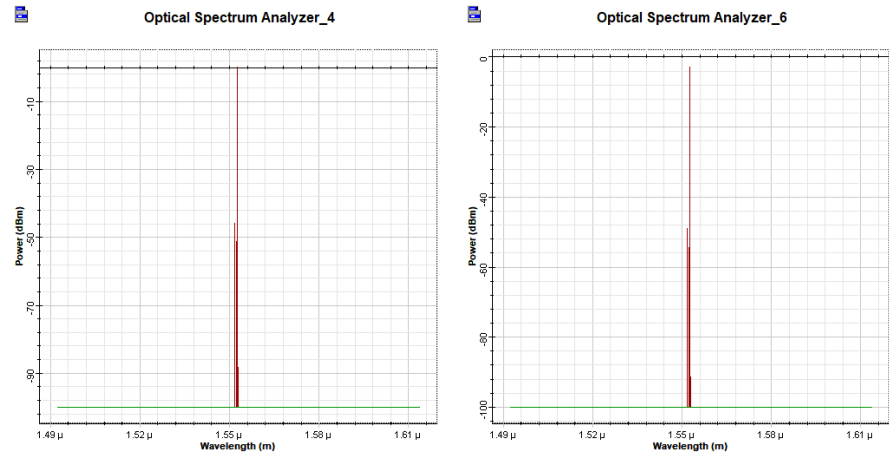 Optical Spectrum Analyzer_4
Power (dBm)
-10
-30
-50
-70
-90
1.49 μ 1.52 μ 1.55 μ 1.58 μ 1.61 μ
Wavelength (m)
Optical Spectrum Analyzer_6
Power (dBm)
0
-20
-40
-60
-80
-100
1.49 μ 1.52 μ 1.55 μ 1.58 μ 1.61 μ
Wavelength (m)